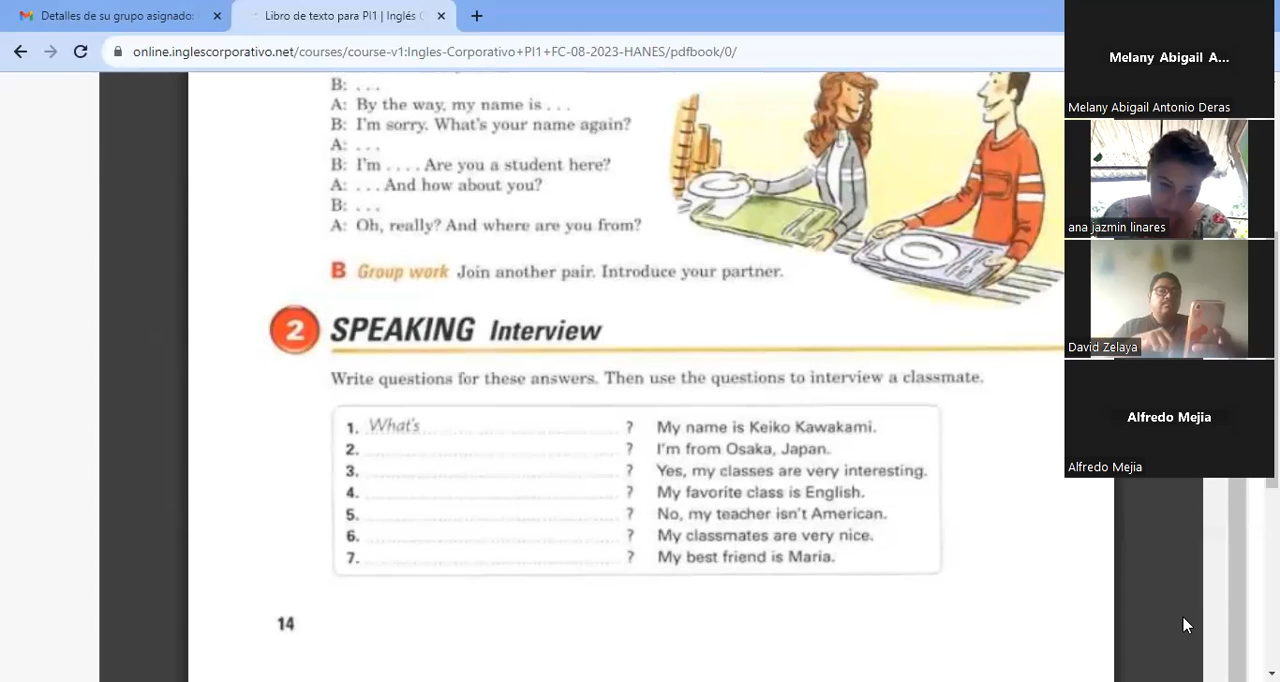 Detalles de su grupo asignado:
Libro de texto para PI1 | Inglés C
online.inglescorporativo.net/courses/course-v1:Ingles-Corporativo+PI1+FC-08-2023-HANES/pdfbook/0/
B: . . .
A: By the way, my name is . . .
B: I'm sorry. What's your name again?
A: . . .
B: I'm . . . . Are you a student here?
A: . . . And how about you?
B: . . .
A: Oh, really? And where are you from?
B Group work Join another pair. Introduce your partner.
2 SPEAKING Interview
Write questions for these answers. Then use the questions to interview a classmate.
1. What's ? My name is Keiko Kawakami.
2. ? I'm from Osaka, Japan.
3. ? Yes, my classes are very interesting.
4. ? My favorite class is English.
5. ? No, my teacher isn't American.
6. ? My classmates are very nice.
7. ? My best friend is Maria.
14
Melany Abigail A...
Melany Abigail Antonio Deras
ana jazmin linares
David Zelaya
Alfredo Mejia
Alfredo Mejia